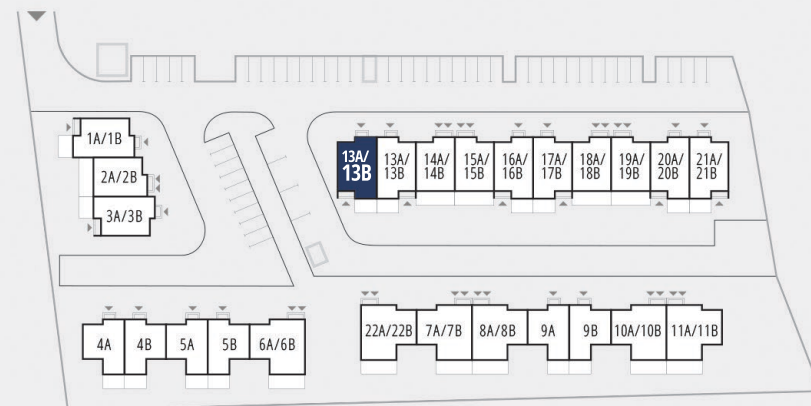 1A/1B
2A/2B
3A/3B
13A/
13B
13A/
13B
14A/
14B
15A/
15B
16A/
16B
17A/
17B
18A/
18B
19A/
19B
20A/
20B
21A/
21B
4A
4B
5A
5B
6A/6B
22A/22B
7A/7B
8A/8B
9A
9B
10A/10B
11A/11B